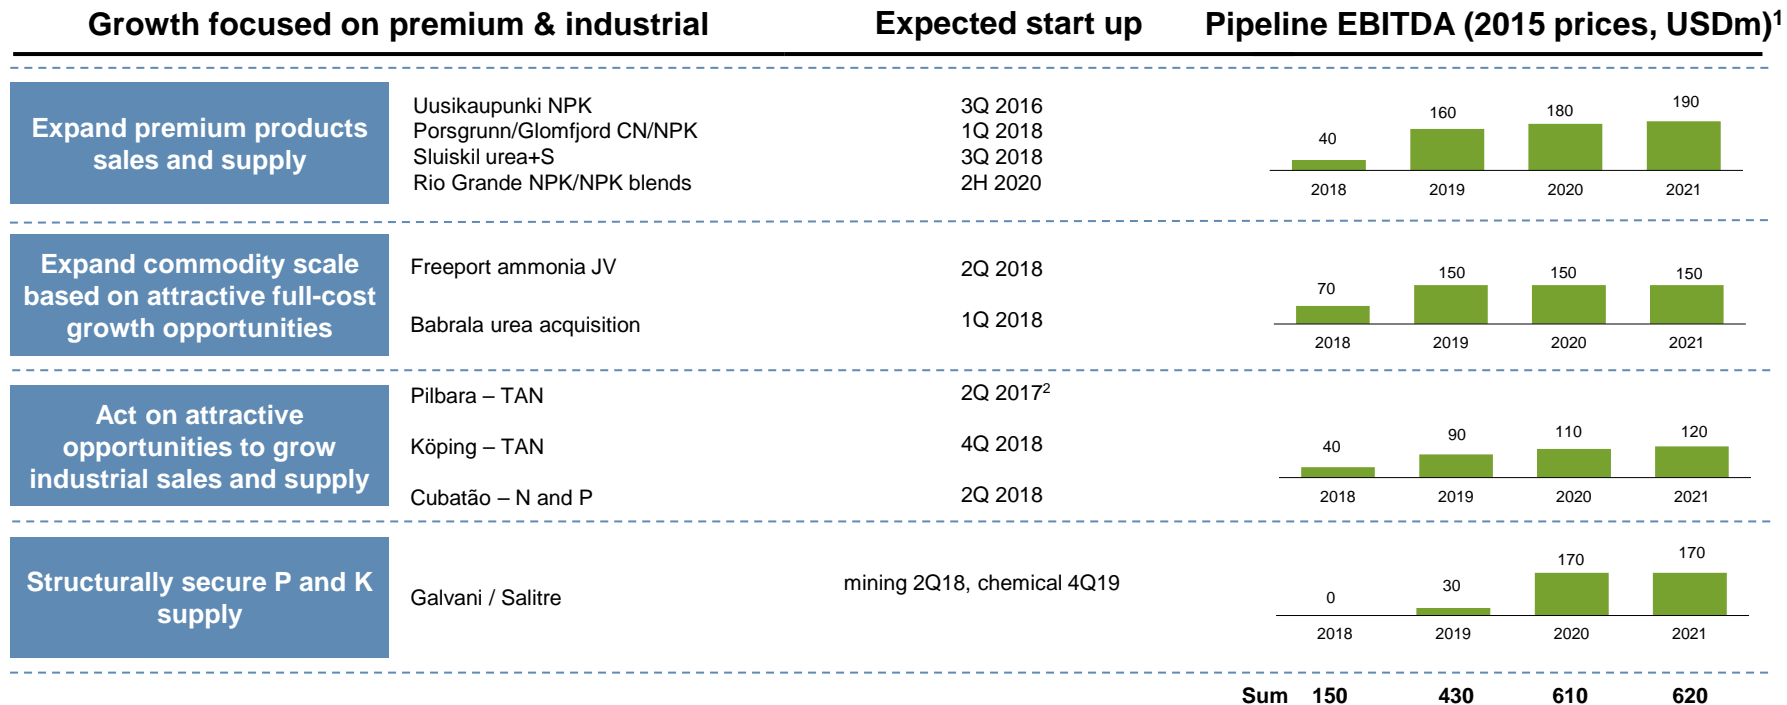 Growth focused on premium & industrial
Expected start up
Pipeline EBITDA (2015 prices, USDm)1
Expand premium products
sales and supply
Uusikaupunki NPK
Porsgrunn/Glomfjord CN/NPK
Sluiskil urea+S
Rio Grande NPK/NPK blends
3Q 2016
1Q 2018
3Q 2018
2H 2020
40 160 180 190
2018 2019 2020 2021
Expand commodity scale
based on attractive full-cost
growth opportunities
Freeport ammonia JV
Babrala urea acquisition
2Q 2018
1Q 2018
70 150 150 150
2018 2019 2020 2021
Act on attractive
opportunities to grow
industrial sales and supply
Pilbara – TAN
Köping – TAN
Cubatão – N and P
2Q 20172
4Q 2018
2Q 2018
40 90 110 120
2018 2019 2020 2021
Structurally secure P and K
supply
Galvani / Salitre
mining 2Q18, chemical 4Q19
0 30 170 170
2018 2019 2020 2021
Sum 150 430 610 620